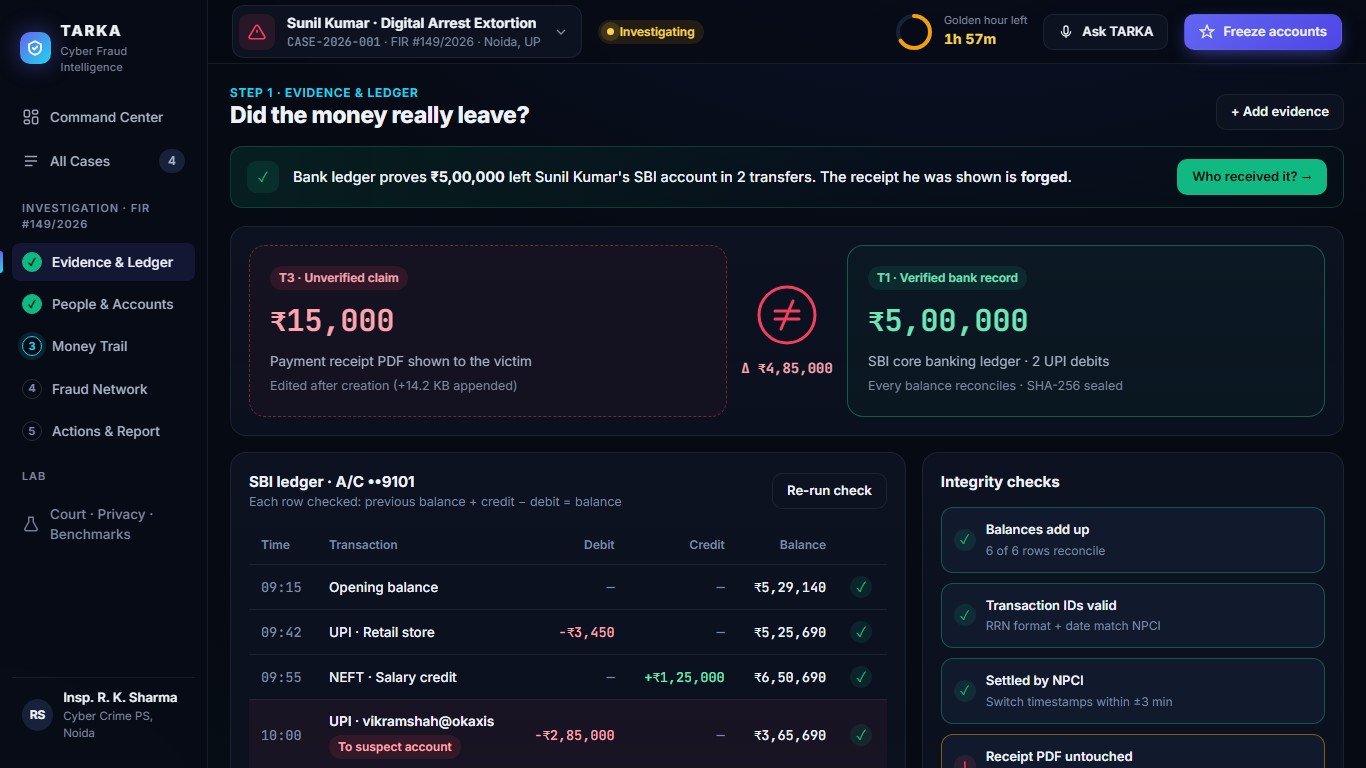 TARKA
Cyber Fraud
Intelligence
Command Center
All Cases
4
INVESTIGATION · FIR
#149/2026
Evidence & Ledger
People & Accounts
3
Money Trail
4
Fraud Network
5
Actions & Report
LAB
Court · Privacy ·
Benchmarks
RS
Insp. R. K. Sharma
Cyber Crime PS,
Noida
Sunil Kumar · Digital Arrest Extortion
CASE-2026-001 · FIR #149/2026 · Noida, UP
Investigating
Golden hour left
1h 57m
Ask TARKA
Freeze accounts
STEP 1 · EVIDENCE & LEDGER
Did the money really leave?
+ Add evidence
✓
Bank ledger proves ₹5,00,000 left Sunil Kumar's SBI account in 2 transfers. The receipt he was shown is forged.
Who received it? →
T3 · Unverified claim
₹15,000
Payment receipt PDF shown to the victim
Edited after creation (+14.2 KB appended)
≠
Δ ₹4,85,000
T1 · Verified bank record
₹5,00,000
SBI core banking ledger · 2 UPI debits
Every balance reconciles · SHA-256 sealed
SBI ledger · A/C ••9101
Each row checked: previous balance + credit − debit = balance
Re-run check
Time Transaction Debit Credit Balance
09:15 Opening balance — — ₹5,29,140 ✓
09:42 UPI · Retail store -₹3,450 — ₹5,25,690 ✓
09:55 NEFT · Salary credit — +₹1,25,000 ₹6,50,690 ✓
10:00 UPI · vikramshah@okaxis -₹2,85,000 — ₹3,65,690 ✓
To suspect account
Integrity checks
✓ Balances add up
6 of 6 rows reconcile
✓ Transaction IDs valid
RRN format + date match NPCI
✓ Settled by NPCI
Switch timestamps within ±3 min
! Receipt PDF untouched